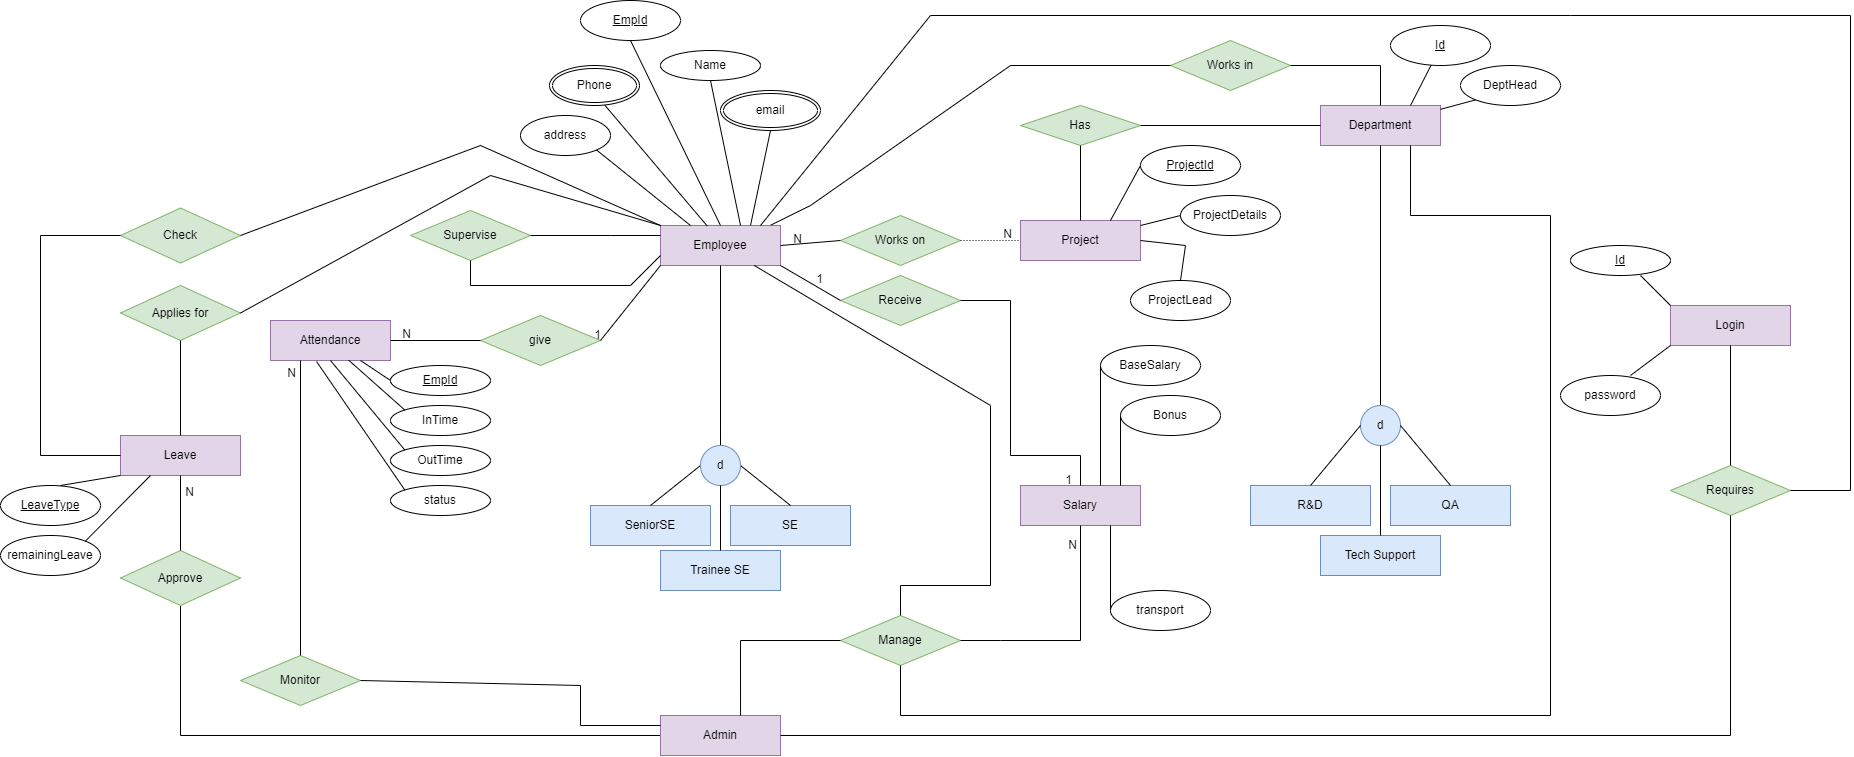 EmpId
Id
Name
Works in
Phone
DeptHead
email
address
Has
Department
ProjectId
ProjectDetails
Check
Supervise
Employee
N
Works on
N
Project
Id
1
Receive
ProjectLead
Applies for
Attendance
N
give
1
Login
N
EmpId
BaseSalary
password
InTime
Bonus
d
Leave
OutTime
d
1
N
LeaveType
status
SeniorSE
SE
Salary
R&D
QA
Requires
remainingLeave
N
Tech Support
Approve
Trainee SE
transport
Manage
Monitor
Admin